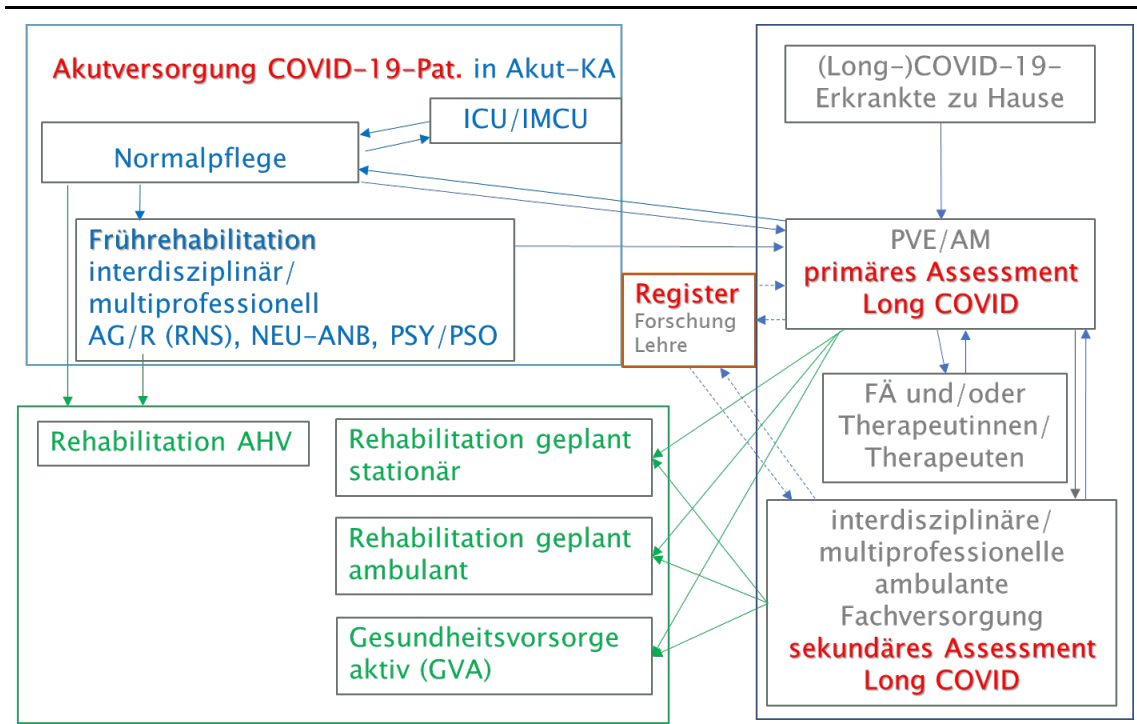 Akutversorgung COVID-19-Pat. in Akut-KA
ICU/IMCU
Normalpflege
Frührehabilitation
interdisziplinär/
multiprofessionell
AG/R (RNS), NEU-ANB, PSY/PSO
(Long-)COVID-19-
Erkrankte zu Hause
PVE/AM
primäres Assessment
Long COVID
Register
Forschung
Lehre
FÄ und/oder
Therapeutinnen/
Therapeuten
interdisziplinäre/
multiprofessionelle
ambulante
Fachversorgung
sekundäres Assessment
Long COVID
Rehabilitation AHV
Rehabilitation geplant
stationär
Rehabilitation geplant
ambulant
Gesundheitsvorsorge
aktiv (GVA)